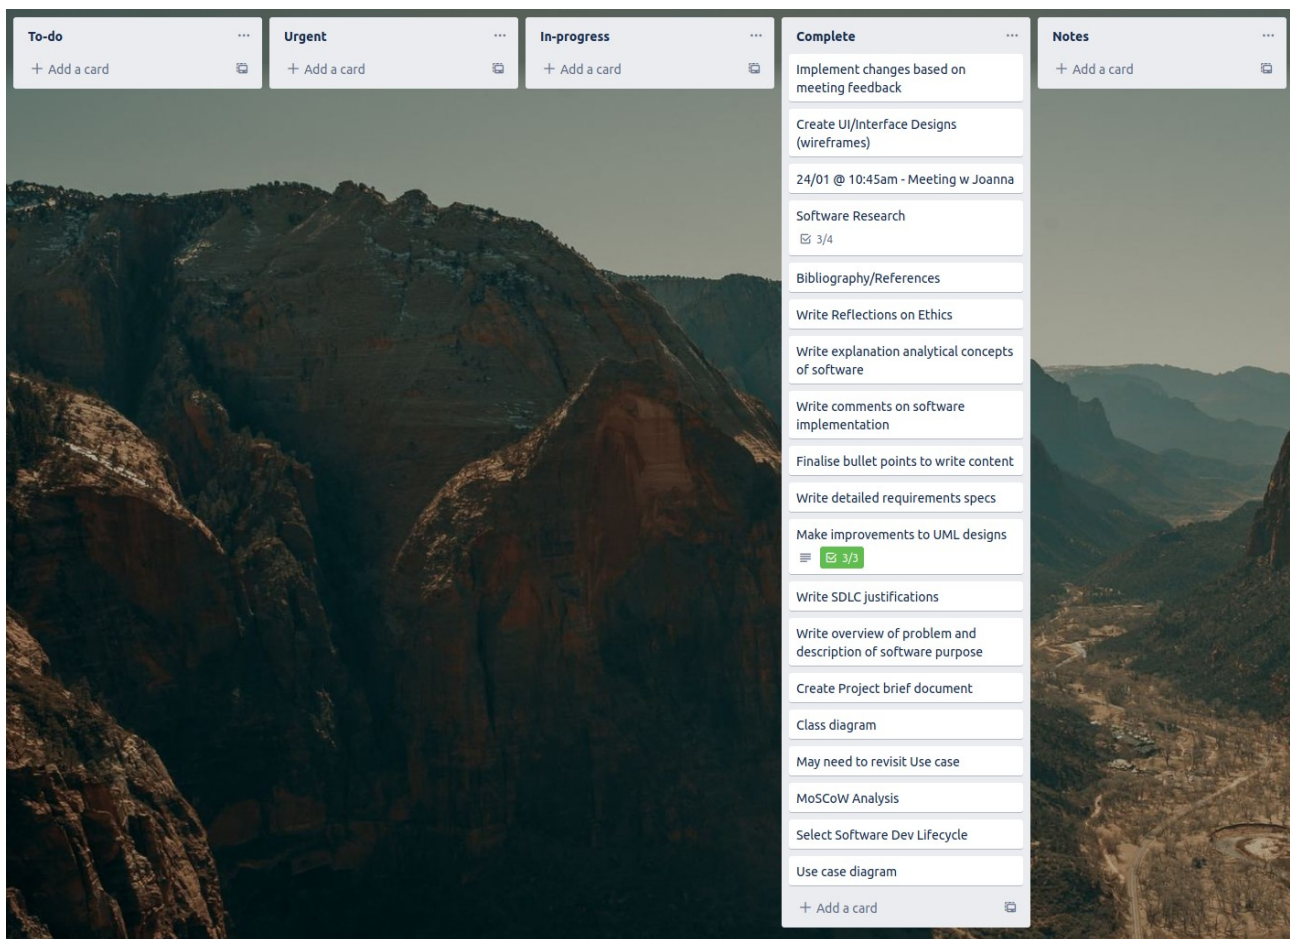 To-do
+ Add a card
Urgent
+ Add a card
In-progress
+ Add a card
Complete
Implement changes based on
meeting feedback
Create UI/Interface Designs
(wireframes)
24/01 @ 10:45am - Meeting w Joanna
Software Research
3/4
Bibliography/References
Write Reflections on Ethics
Write explanation analytical concepts
of software
Write comments on software
implementation
Finalise bullet points to write content
Write detailed requirements specs
Make improvements to UML designs
3/3
Write SDLC justifications
Write overview of problem and
description of software purpose
Create Project brief document
Class diagram
May need to revisit Use case
MoSCoW Analysis
Select Software Dev Lifecycle
Use case diagram
+ Add a card
Notes
+ Add a card